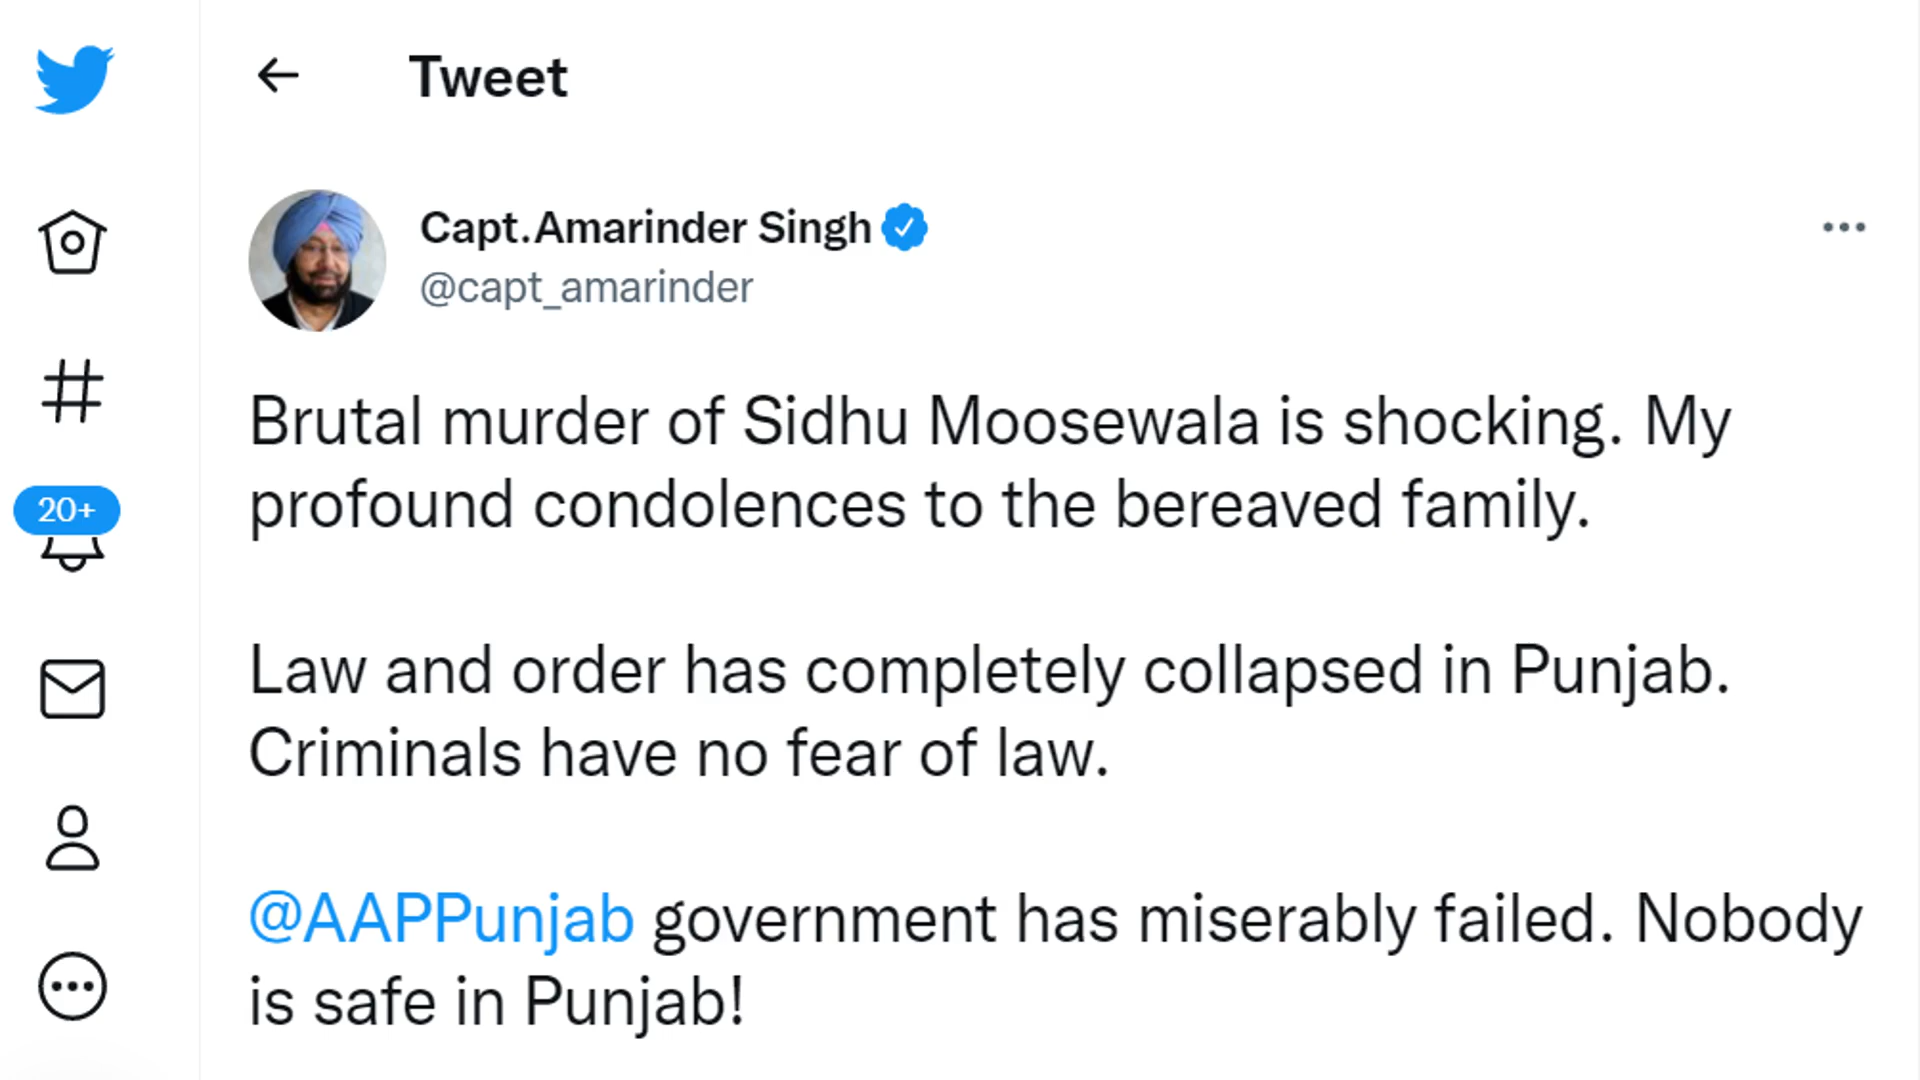 Tweet
Capt.Amarinder Singh
@capt_amarinder
Brutal murder of Sidhu Moosewala is shocking. My
profound condolences to the bereaved family.
Law and order has completely collapsed in Punjab.
Criminals have no fear of law.
@AAPPunjab government has miserably failed. Nobody
is safe in Punjab!
20+